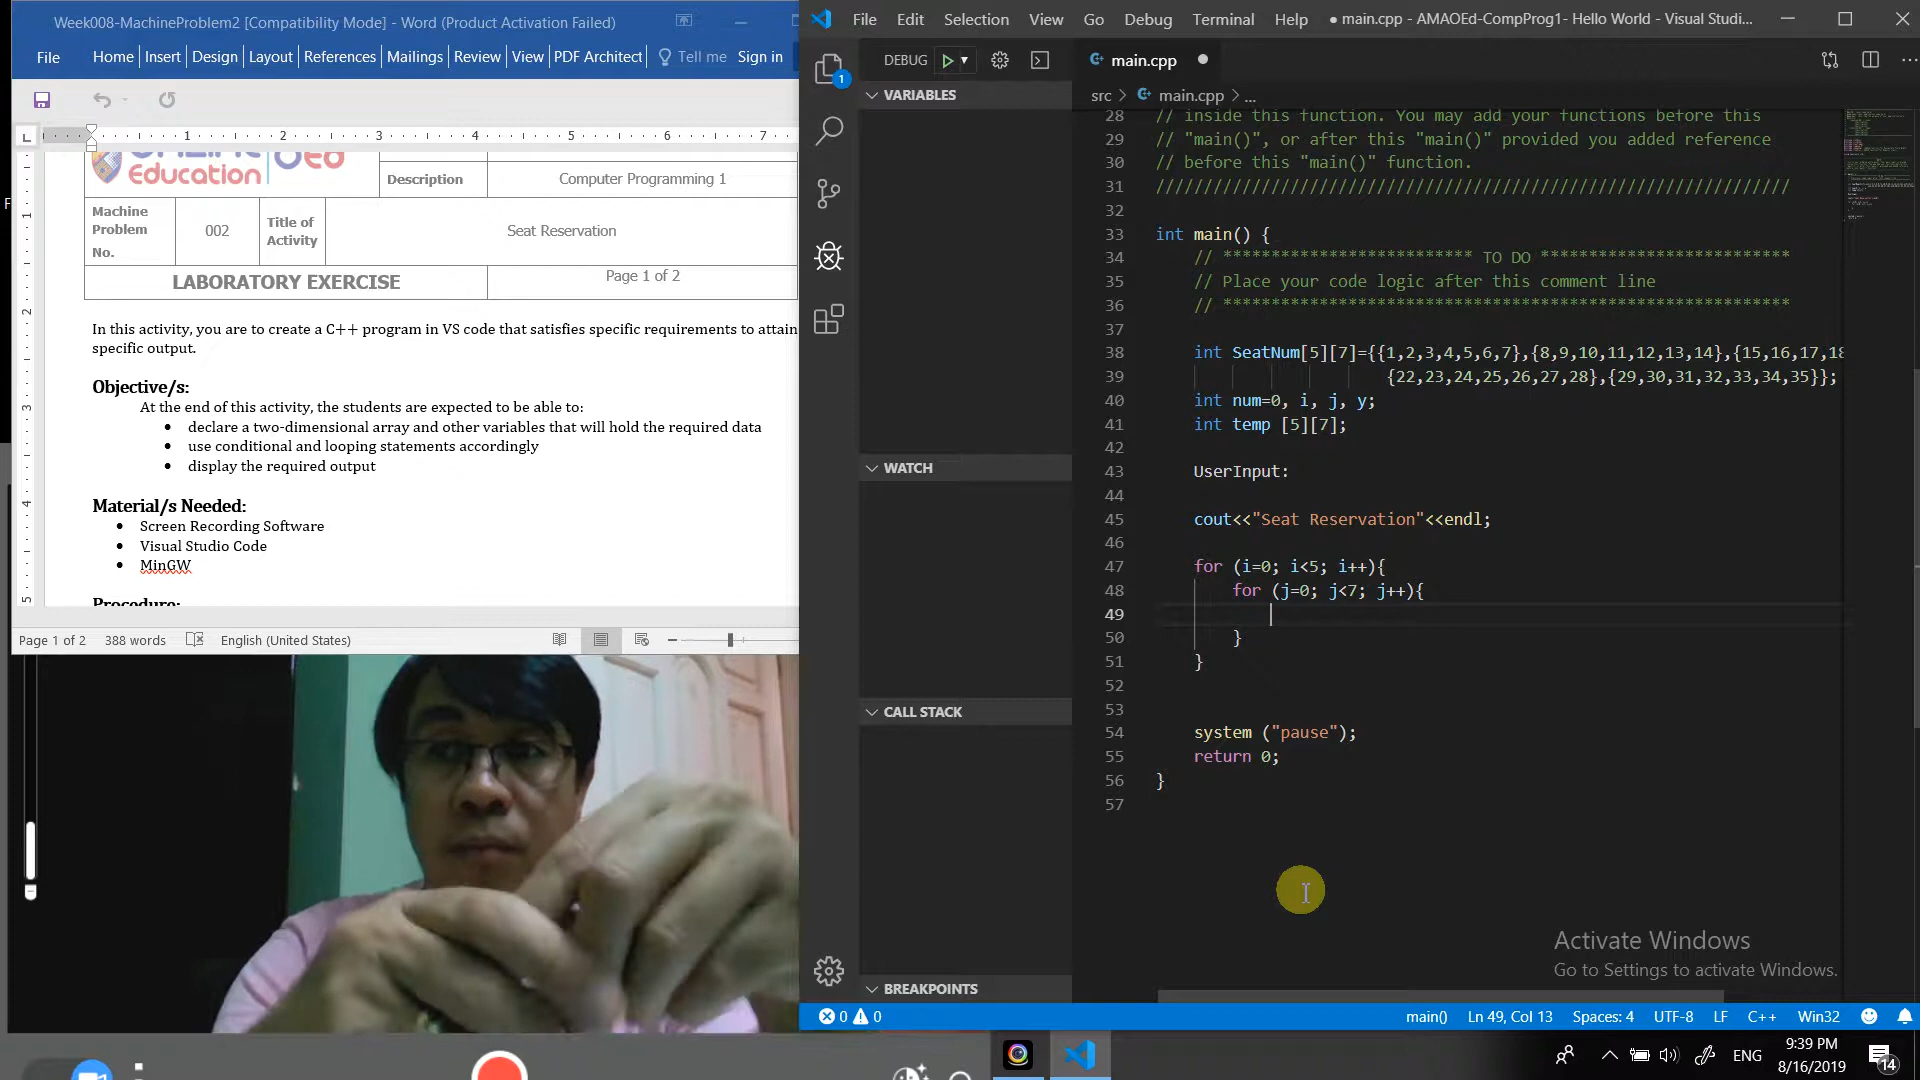 Week008-MachineProblem2 [Compatibility Mode] - Word (Product Activation Failed)
File
Home
Insert
Design
Layout
References
Mailings
Review
View
PDF Architect
Tell me
Sign in
1
2
3
4
5
6
7
Education
Description
Computer Programming 1
Machine
Problem
No.
002
Title of
Activity
Seat Reservation
LABORATORY EXERCISE
Page 1 of 2
In this activity, you are to create a C++ program in VS code that satisfies specific requirements to attain
specific output.
Objective/s:
At the end of this activity, the students are expected to be able to:
• declare a two-dimensional array and other variables that will hold the required data
• use conditional and looping statements accordingly
• display the required output
Material/s Needed:
• Screen Recording Software
• Visual Studio Code
• MinGW
Procedure:
Page 1 of 2
388 words
English (United States)
File
Edit
Selection
View
Go
Debug
Terminal
Help
● main.cpp - AMAOEd-CompProg1- Hello World - Visual Studi...
1
DEBUG
main.cpp
src > main.cpp > ...
VARIABLES
WATCH
CALL STACK
BREAKPOINTS
28 // inside this function. You may add your functions before this
29 // "main()", or after this "main()" provided you added reference
30 // before this "main()" function.
31 ///////////////////////////////////////////////////////////////////
32
33 int main() {
34 // ************************** TO DO **************************
35 // Place your code logic after this comment line
36 // ************************************************************
37
38 int SeatNum[5][7]={{1,2,3,4,5,6,7},{8,9,10,11,12,13,14},{15,16,17,18
39 {22,23,24,25,26,27,28},{29,30,31,32,33,34,35}};
40 int num=0, i, j, y;
41 int temp [5][7];
42
43 UserInput:
44
45 cout<<"Seat Reservation"<<endl;
46
47 for (i=0; i<5; i++){
48 for (j=0; j<7; j++){
49
50 }
51 }
52
53
54 system ("pause");
55 return 0;
56 }
57
Activate Windows
Go to Settings to activate Windows.
0
0
main()
Ln 49, Col 13
Spaces: 4
UTF-8
LF
C++
Win32
ENG
9:39 PM
8/16/2019
14